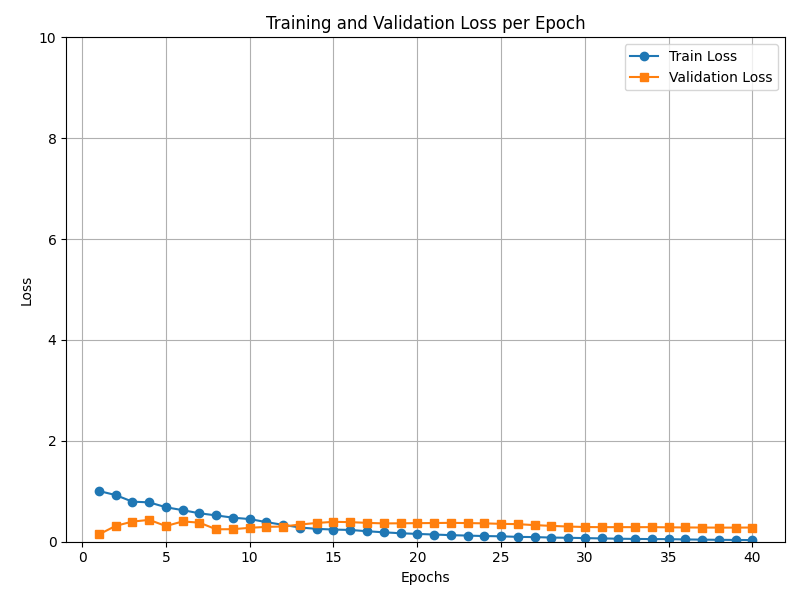 Training and Validation Loss per Epoch
10
8
6
4
2
0
Loss
Train Loss
Validation Loss
0 5 10 15 20 25 30 35 40
Epochs